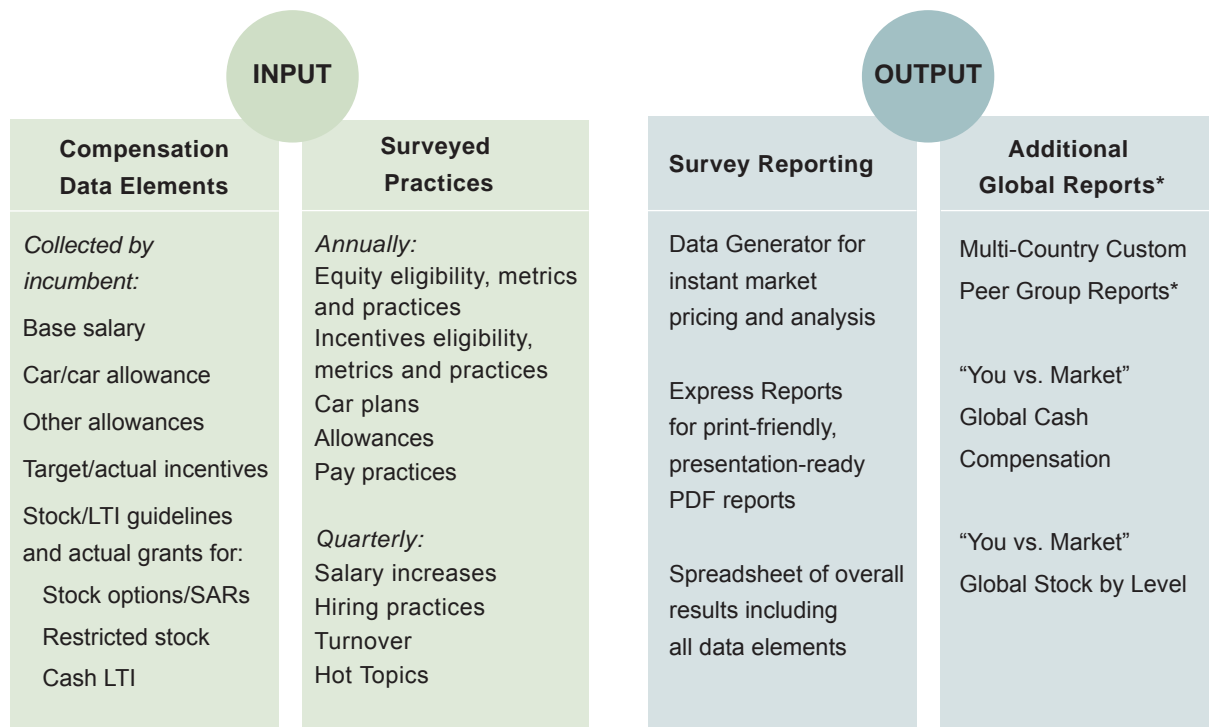 INPUT
Compensation
Data Elements
Collected by
incumbent:
Base salary
Car/car allowance
Other allowances
Target/actual incentives
Stock/LTI guidelines
and actual grants for:
Stock options/SARs
Restricted stock
Cash LTI
Surveyed
Practices
Annually:
Equity eligibility, metrics
and practices
Incentives eligibility,
metrics and practices
Car plans
Allowances
Pay practices
Quarterly:
Salary increases
Hiring practices
Turnover
Hot Topics
OUTPUT
Survey Reporting
Data Generator for
instant market
pricing and analysis
Express Reports
for print-friendly,
presentation-ready
PDF reports
Spreadsheet of overall
results including
all data elements
Additional
Global Reports*
Multi-Country Custom
Peer Group Reports*
“You vs. Market”
Global Cash
Compensation
“You vs. Market”
Global Stock by Level